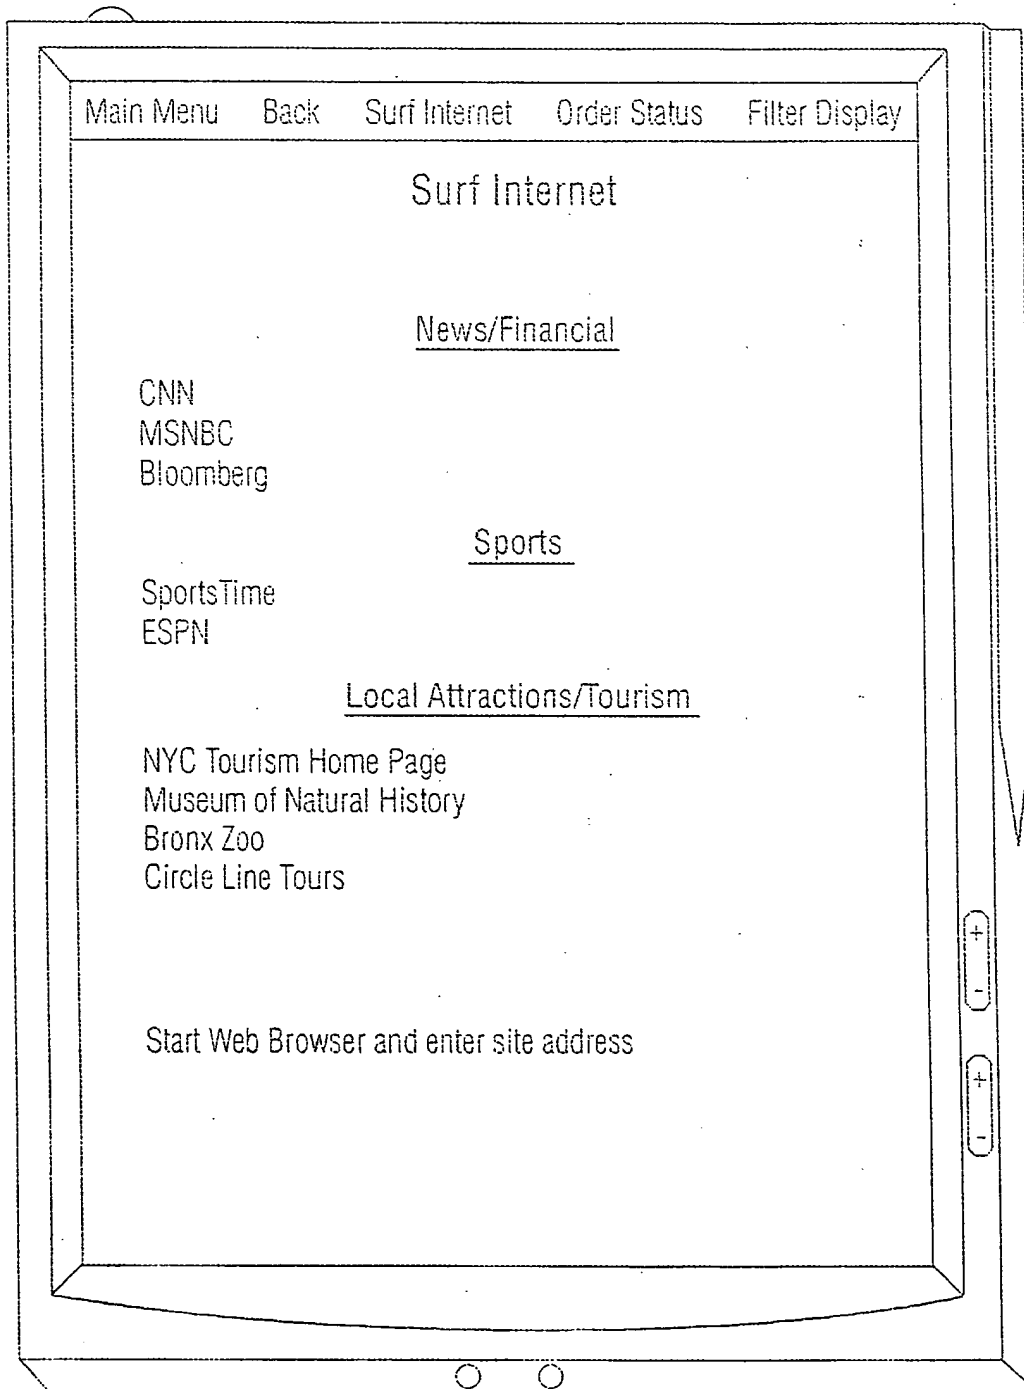 Main Menu Back Surf Internet Order Status Filter Display
Surf Internet
News/Financial
CNN
MSNBC
Bloomberg
Sports
SportsTime
ESPN
Local Attractions/Tourism
NYC Tourism Home Page
Museum of Natural History
Bronx Zoo
Circle Line Tours
+
-
Start Web Browser and enter site address
+
-